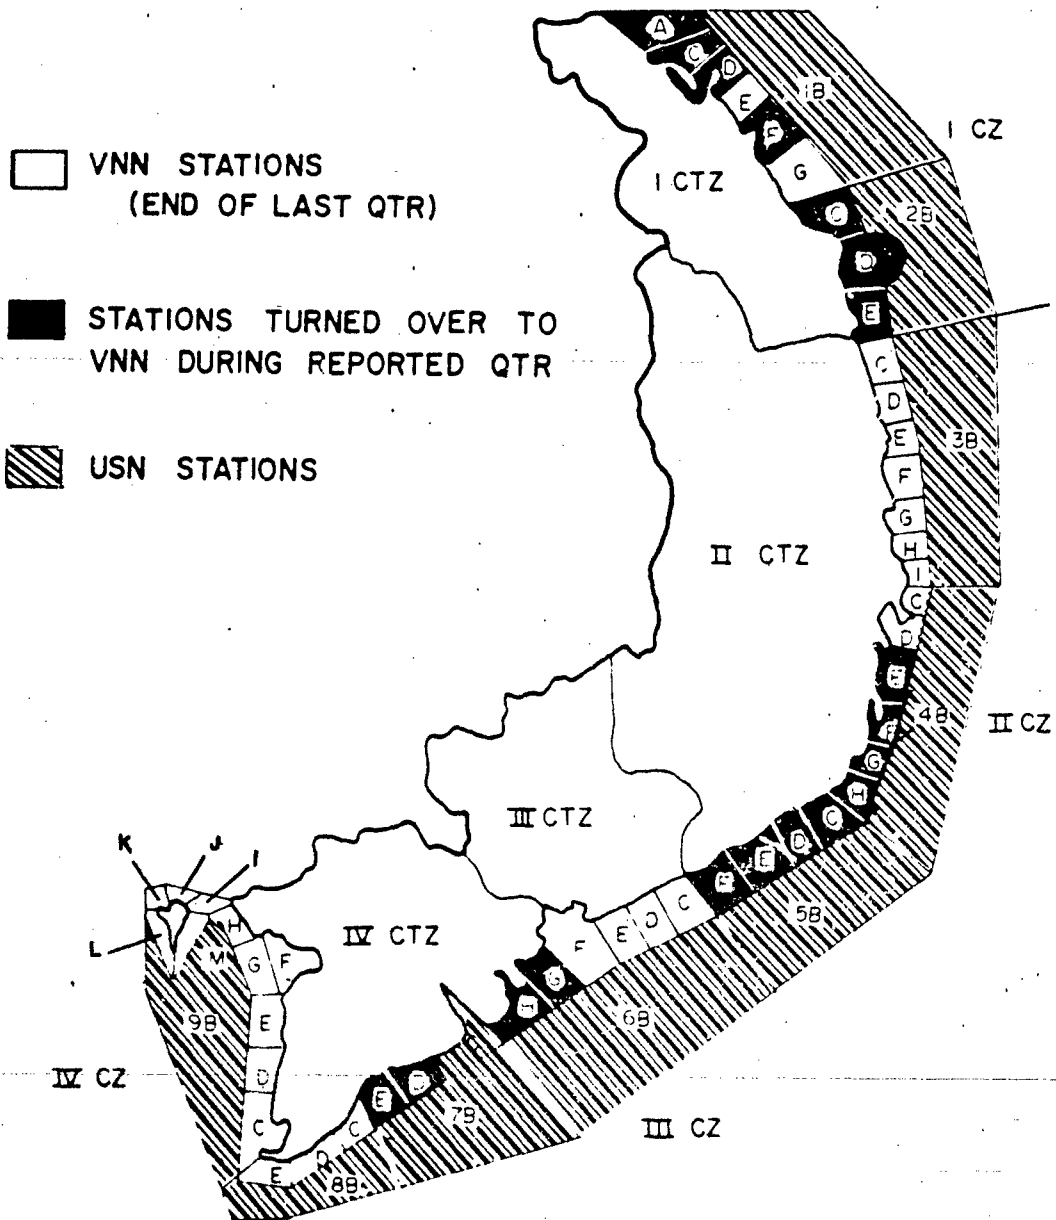 VNN STATIONS
(END OF LAST QTR)
STATIONS TURNED OVER TO
VNN DURING REPORTED QTR
USN STATIONS
A
C
D
E
F
G
1B
I CZ
I CTZ
C
D
E
2B
C
D
E
F
G
H
I
3B
II CTZ
C
D
E
F
G
H
4B
II CZ
III CTZ
C
D
E
5B
C
D
E
F
G
H
6B
III CZ
IV CTZ
D
E
7B
C
D
E
8B
K
J
I
L
M
H
G
F
E
D
C
9B
IV CZ